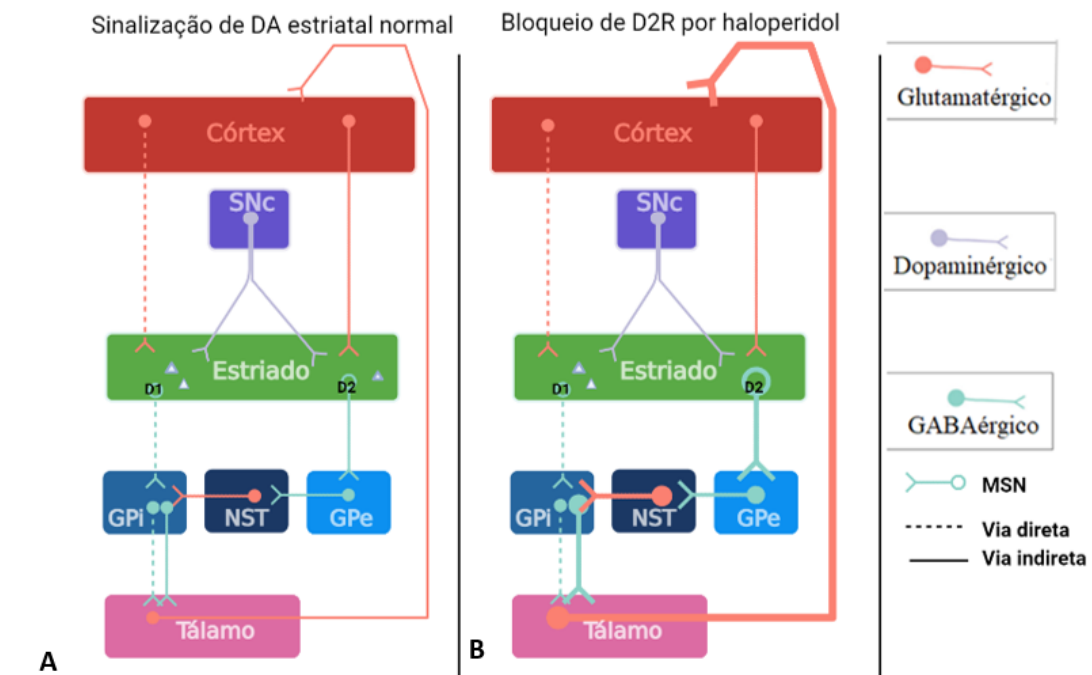 Sinalização de DA estriatal normal
Córtex
SNc
Estriado
D1
D2
GPi
NST
GPe
Tálamo
A
Bloqueio de D2R por haloperidol
Córtex
SNc
Estriado
D1
D2
GPi
NST
GPe
Tálamo
B
Glutamatérgico
Dopaminérgico
GABAérgico
MSN
Via direta
Via indireta